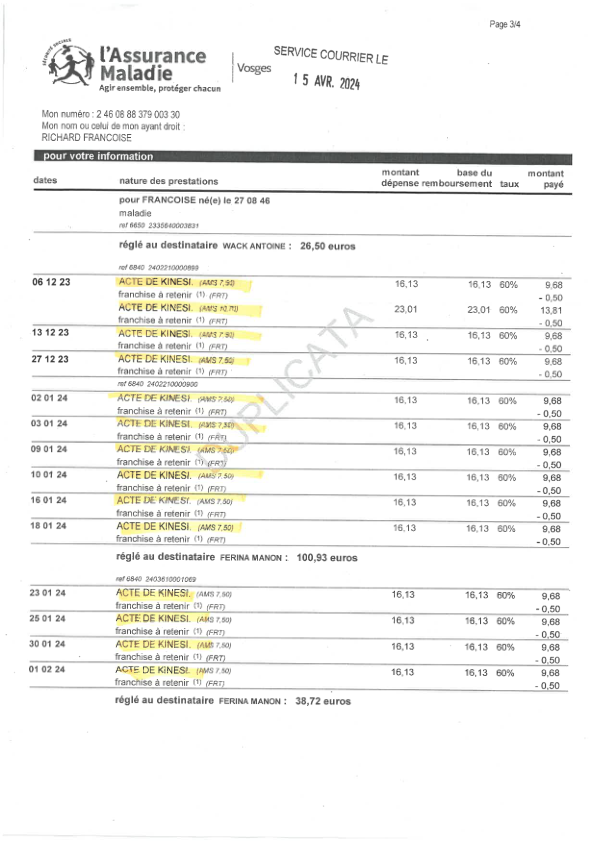 Page 3/4
SÉCURITÉ SOCIALE
l'Assurance
Maladie
Agir ensemble, protéger chacun
Vosges
SERVICE COURRIER LE
15 AVR. 2024
Mon numéro : 2 46 08 88 379 003 30
Mon nom ou celui de mon ayant droit :
RICHARD FRANCOISE
pour votre information
dates nature des prestations montant dépense base du remboursement taux montant payé
pour FRANCOISE né(e) le 27 08 46
maladie
ref 6650 2335640003631
réglé au destinataire WACK ANTOINE : 26,50 euros
ref 6840 2402210000899
06 12 23 ACTE DE KINESI. (AMS 7,50) 16,13 16,13 60% 9,68
franchise à retenir (1) (FRT) - 0,50
ACTE DE KINESI. (AMS 10,70) 23,01 23,01 60% 13,81
franchise à retenir (1) (FRT) - 0,50
13 12 23 ACTE DE KINESI. (AMS 7,50) 16,13 16,13 60% 9,68
franchise à retenir (1) (FRT) - 0,50
27 12 23 ACTE DE KINESI. (AMS 7,50) 16,13 16,13 60% 9,68
franchise à retenir (1) (FRT) - 0,50
ref 6840 2402210000900
02 01 24 ACTE DE KINESI. (AMS 7,50) 16,13 16,13 60% 9,68
franchise à retenir (1) (FRT) - 0,50
03 01 24 ACTE DE KINESI. (AMS 7,50) 16,13 16,13 60% 9,68
franchise à retenir (1) (FRT) - 0,50
09 01 24 ACTE DE KINESI. (AMS 7,50) 16,13 16,13 60% 9,68
franchise à retenir (1) (FRT) - 0,50
10 01 24 ACTE DE KINESI. (AMS 7,50) 16,13 16,13 60% 9,68
franchise à retenir (1) (FRT) - 0,50
16 01 24 ACTE DE KINESI. (AMS 7,50) 16,13 16,13 60% 9,68
franchise à retenir (1) (FRT) - 0,50
18 01 24 ACTE DE KINESI. (AMS 7,50) 16,13 16,13 60% 9,68
franchise à retenir (1) (FRT) - 0,50
réglé au destinataire FERINA MANON : 100,93 euros
ref 6840 2403610001069
23 01 24 ACTE DE KINESI. (AMS 7,50) 16,13 16,13 60% 9,68
franchise à retenir (1) (FRT) - 0,50
25 01 24 ACTE DE KINESI. (AMS 7,50) 16,13 16,13 60% 9,68
franchise à retenir (1) (FRT) - 0,50
30 01 24 ACTE DE KINESI. (AMS 7,50) 16,13 16,13 60% 9,68
franchise à retenir (1) (FRT) - 0,50
01 02 24 ACTE DE KINESI. (AMS 7,50) 16,13 16,13 60% 9,68
franchise à retenir (1) (FRT) - 0,50
réglé au destinataire FERINA MANON : 38,72 euros
DUPLICATA